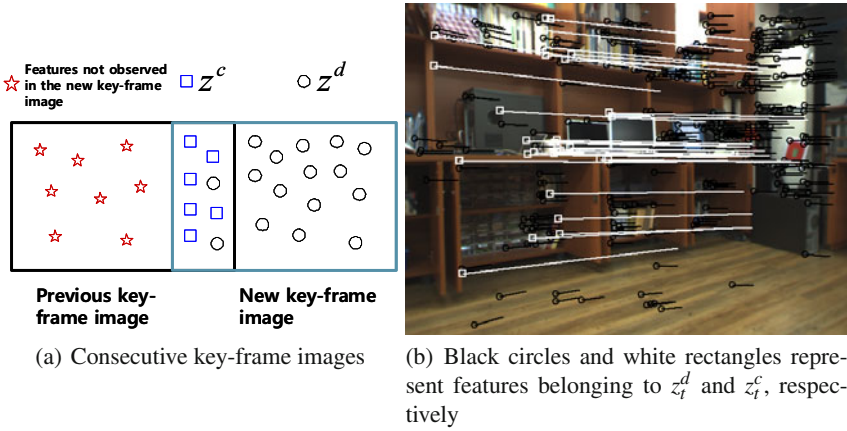 Features not observed
in the new key-frame
image
z^c
z^d
Previous key-
frame image
New key-frame
image
(a) Consecutive key-frame images
(b) Black circles and white rectangles repre-
sent features belonging to z_t^d and z_t^c, respec-
tively